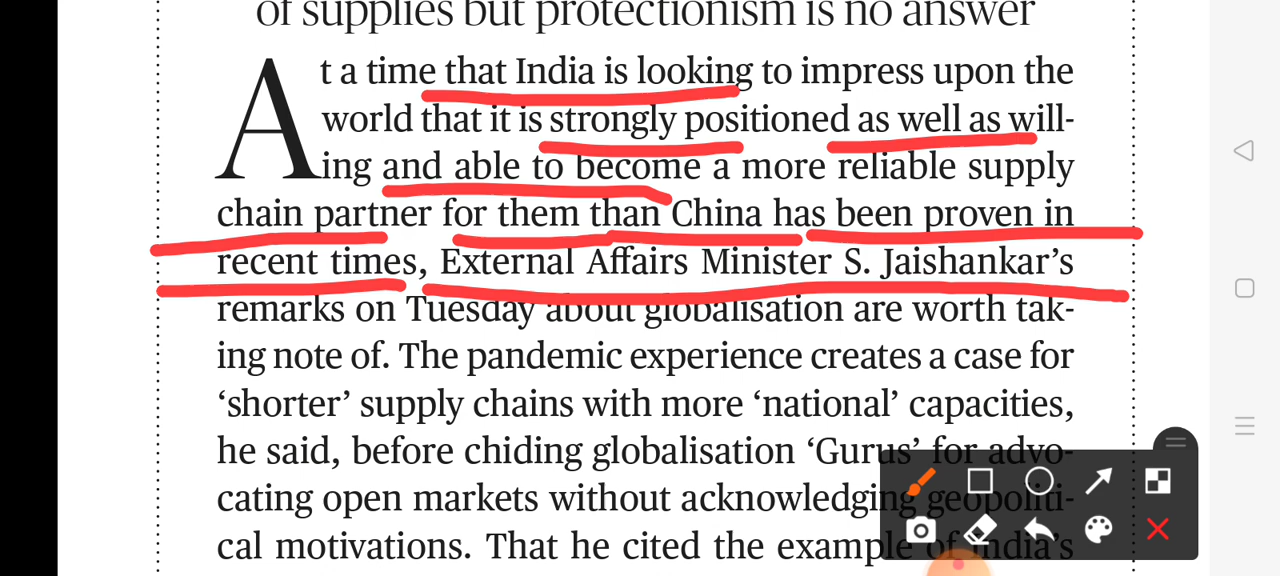 of supplies but protectionism is no answer
At a time that India is looking to impress upon the
world that it is strongly positioned as well as will-
ing and able to become a more reliable supply
chain partner for them than China has been proven in
recent times, External Affairs Minister S. Jaishankar's
remarks on Tuesday about globalisation are worth tak-
ing note of. The pandemic experience creates a case for
'shorter' supply chains with more 'national' capacities,
he said, before chiding globalisation 'Gurus' for advo-
cating open markets without acknowledging geopoliti-
cal motivations. That he cited the example of India's